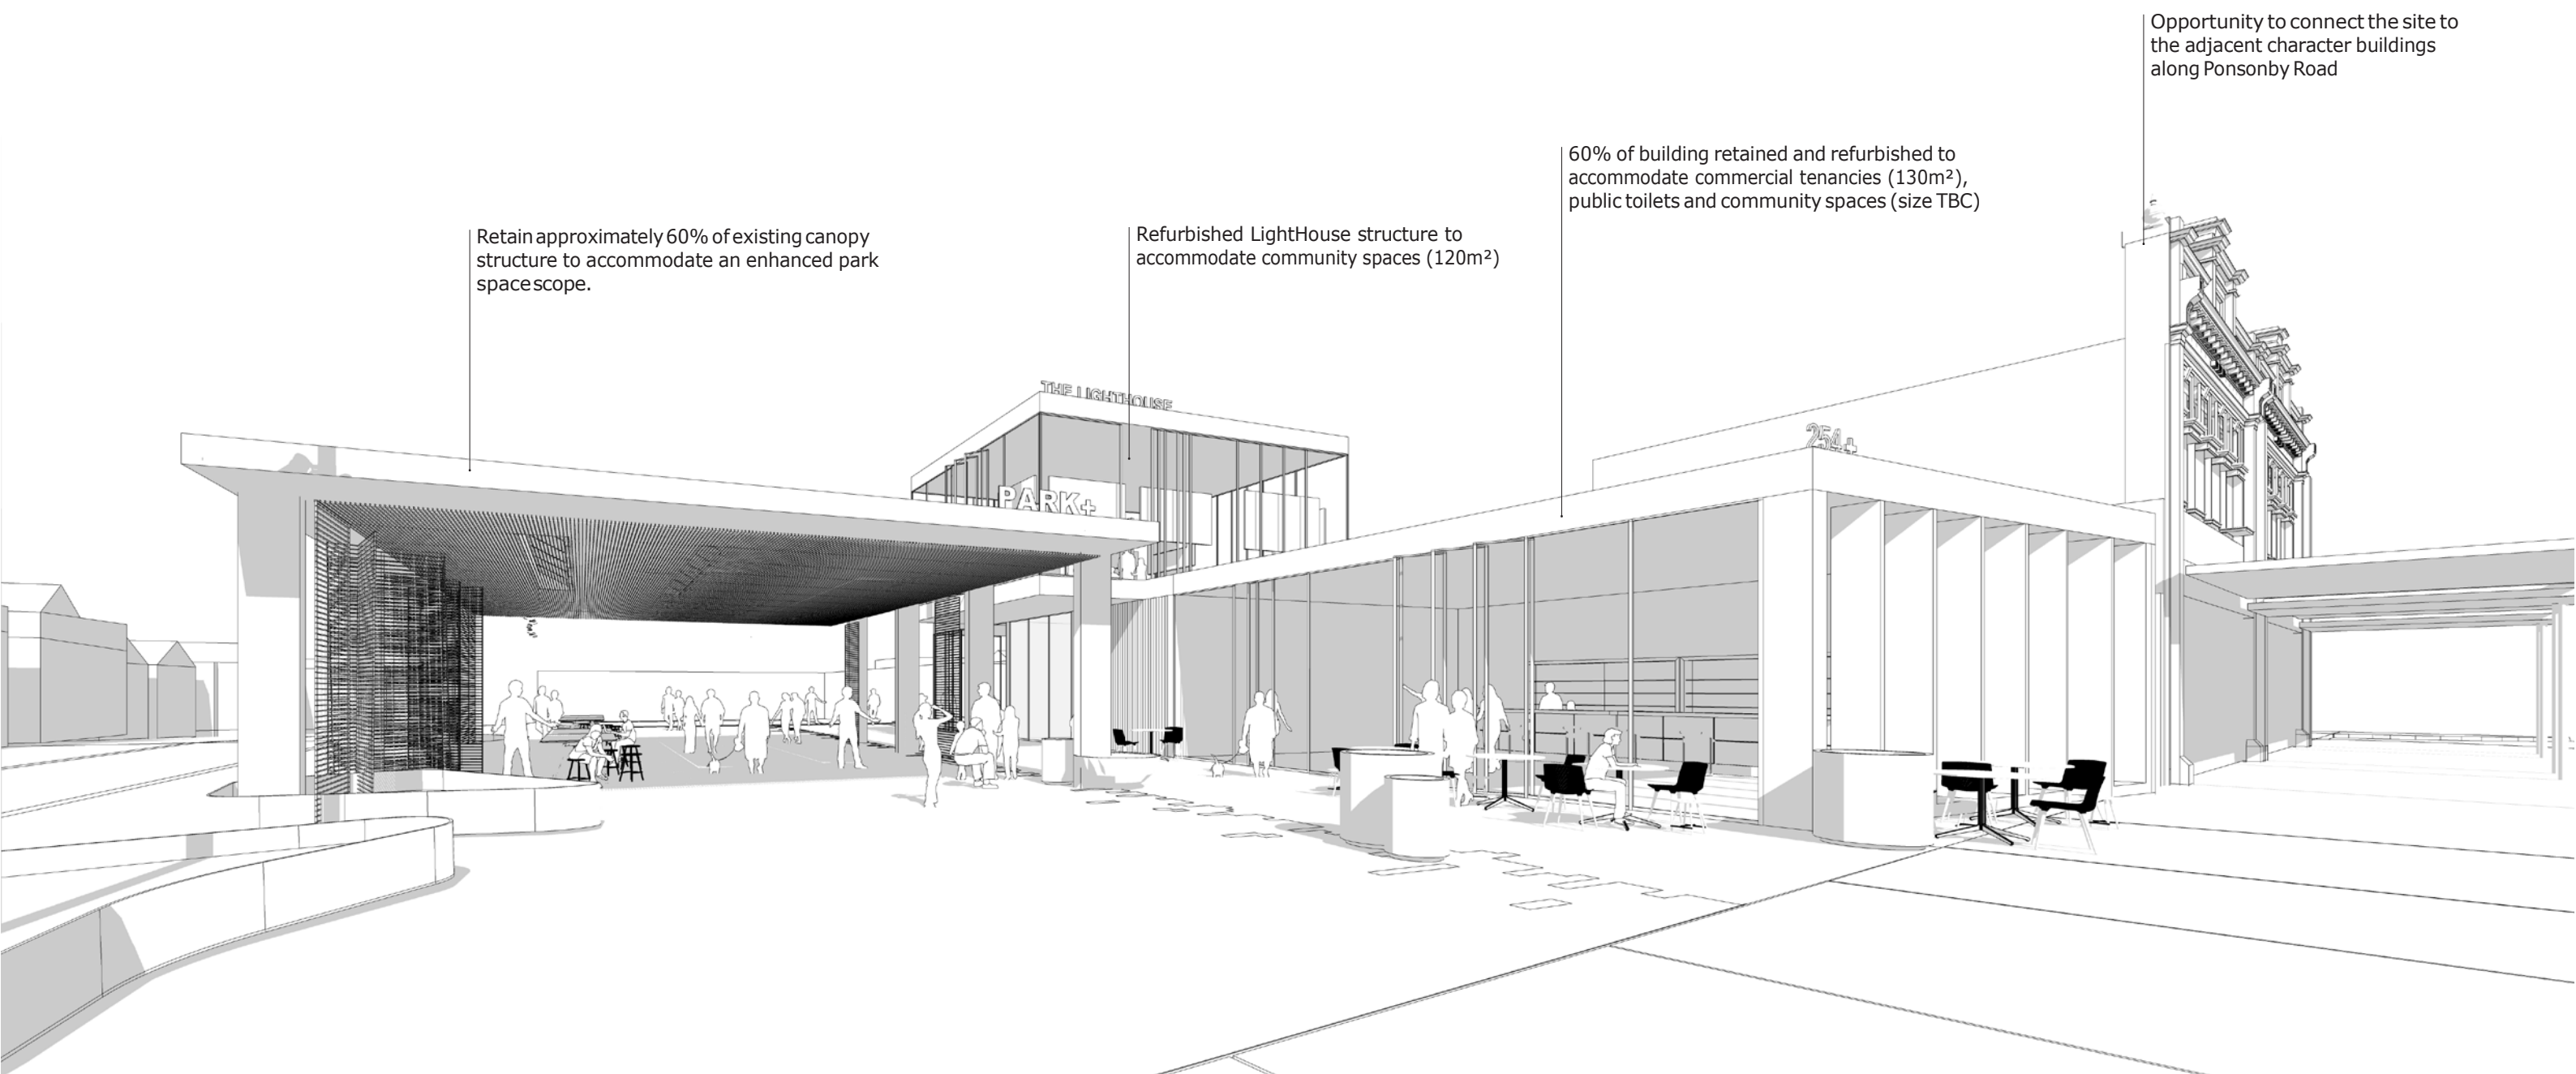 Opportunity to connect the site to
the adjacent character buildings
along Ponsonby Road
60% of building retained and refurbished to
accommodate commercial tenancies (130m²),
public toilets and community spaces (size TBC)
Retain approximately 60% of existing canopy
structure to accommodate an enhanced park
space scope.
Refurbished LightHouse structure to
accommodate community spaces (120m²)
THE LIGHTHOUSE
254+
PARK+